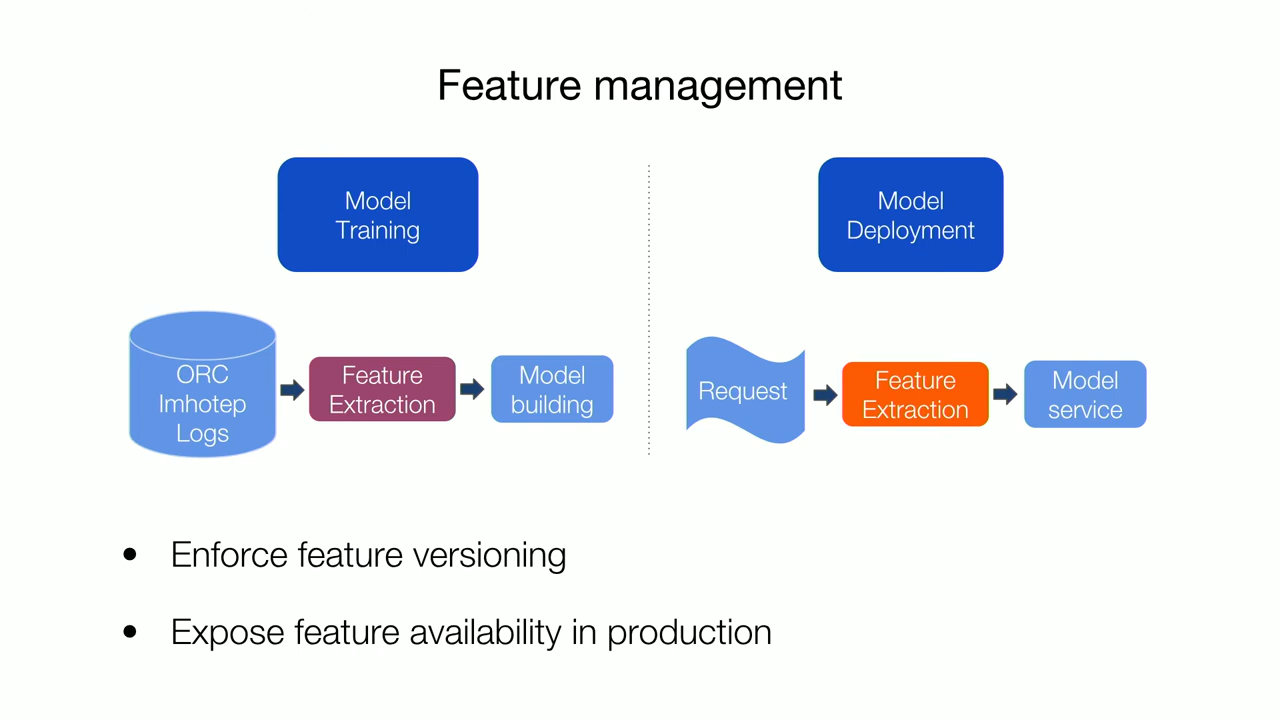 Feature management
Model
Training
Model
Deployment
ORC
Imhotep
Logs
Feature
Extraction
Model
building
Request
Feature
Extraction
Model
service
• Enforce feature versioning
• Expose feature availability in production